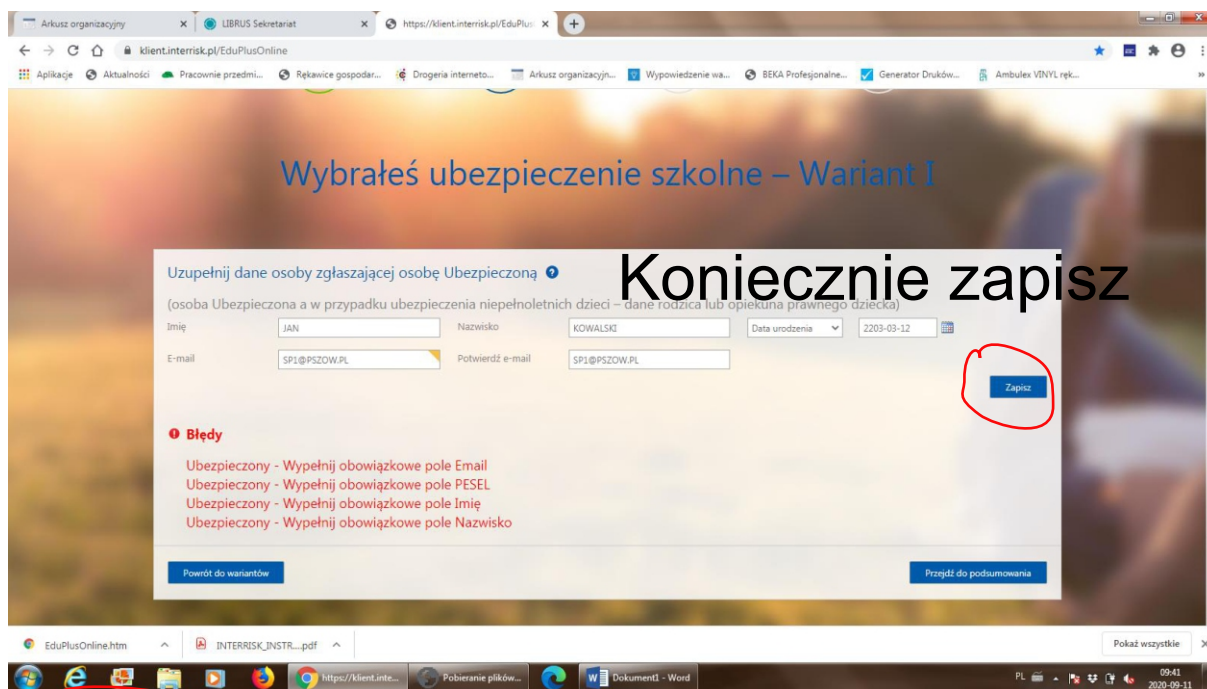 Arkusz organizacyjny
LIBRUS Sekretariat
https://klient.interrisk.pl/EduPlus
klient.interrisk.pl/EduPlusOnline
Aplikacje Aktualności Pracownie przedmi... Rękawice gospodar... Drogeria interneto... Arkusz organizacyjn... Wypowiedzenie wa... BEKA Profesjonalne... Generator Druków... Ambulex VINYL ręk... »
Wybrałeś ubezpieczenie szkolne – Wariant I
Uzupełnij dane osoby zgłaszającej osobę Ubezpieczoną ?
Koniecznie zapisz
(osoba Ubezpieczona a w przypadku ubezpieczenia niepełnoletnich dzieci – dane rodzica lub opiekuna prawnego dziecka)
Imię JAN Nazwisko KOWALSKI Data urodzenia 2203-03-12
E-mail SP1@PSZOW.PL Potwierdź e-mail SP1@PSZOW.PL
Zapisz
Błędy
Ubezpieczony - Wypełnij obowiązkowe pole Email
Ubezpieczony - Wypełnij obowiązkowe pole PESEL
Ubezpieczony - Wypełnij obowiązkowe pole Imię
Ubezpieczony - Wypełnij obowiązkowe pole Nazwisko
Powrót do wariantów Przejdź do podsumowania
EduPlusOnline.htm INTERRISK_INSTR....pdf Pokaż wszystkie
https://klient.inte... Pobieranie plików... Dokument1 - Word PL 09:41
2020-09-11